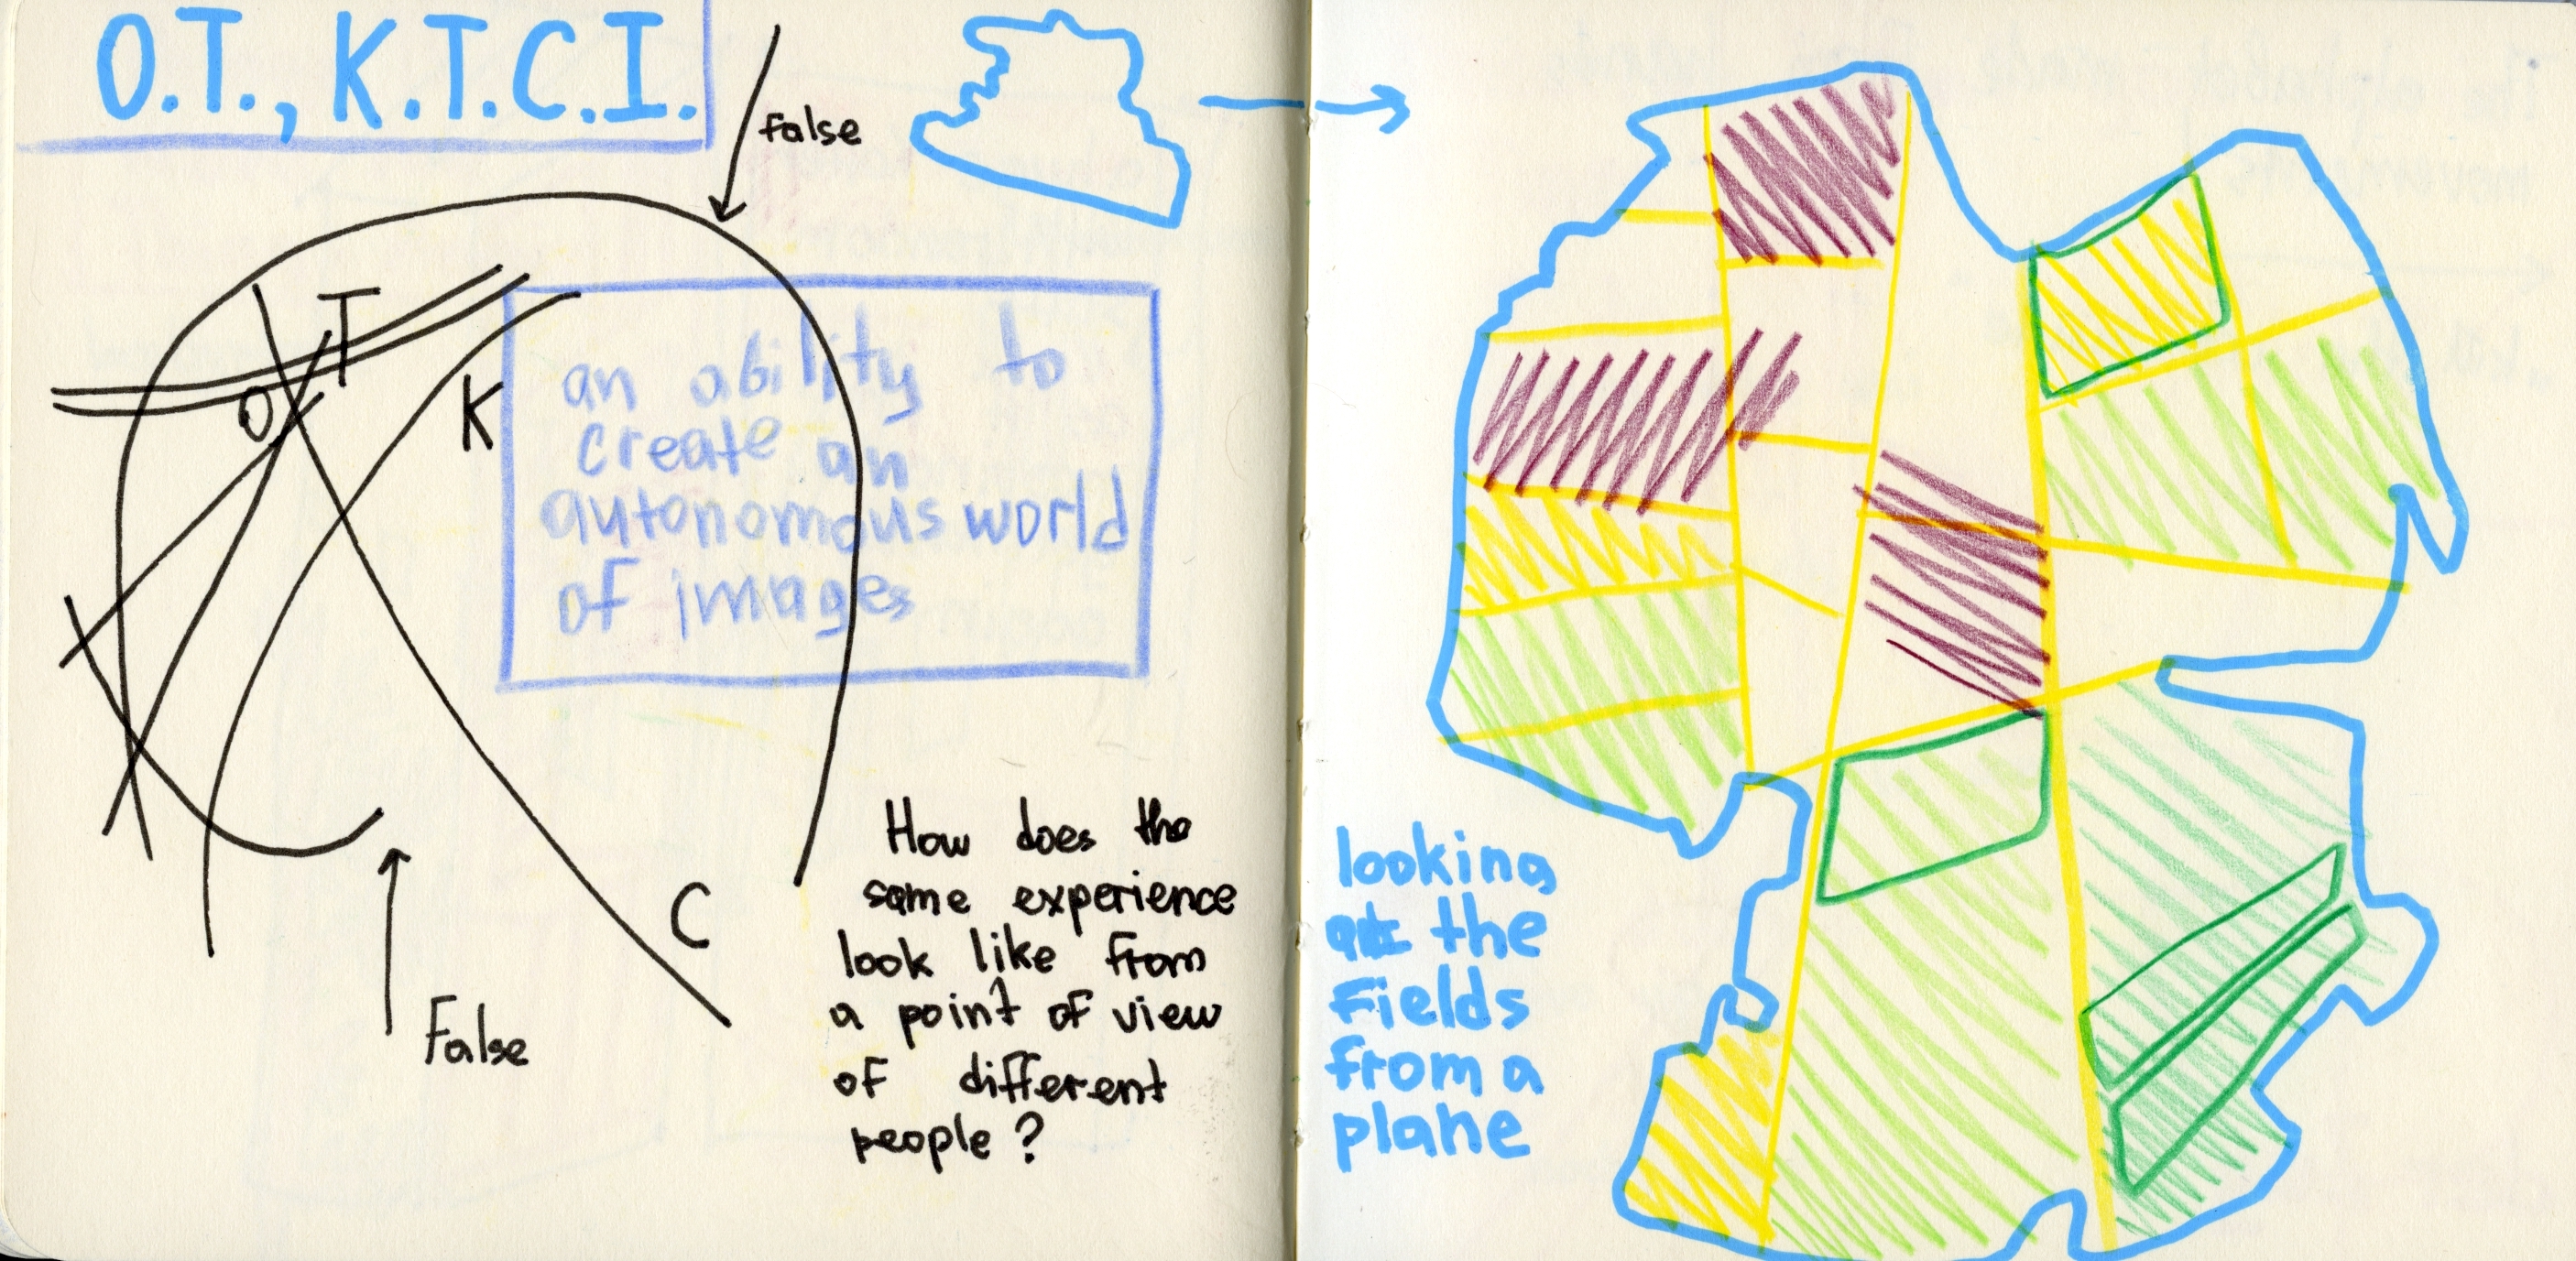 O.T., K.T.C.I.
false
T
O
K
an ability to
create an
autonomous world
of images
C
False
How does the
same experience
look like from
a point of view
of different
people?
looking
at the
Fields
from a
plane